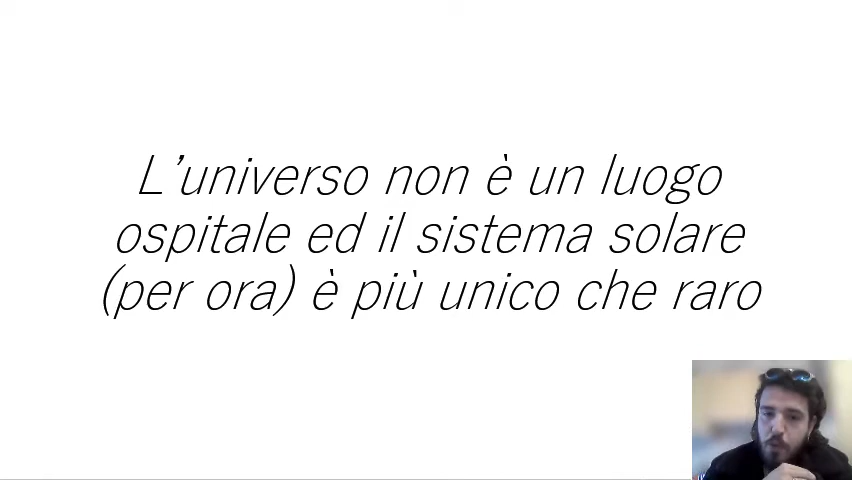 L'universo non è un luogo
ospitale ed il sistema solare
(per ora) è più unico che raro